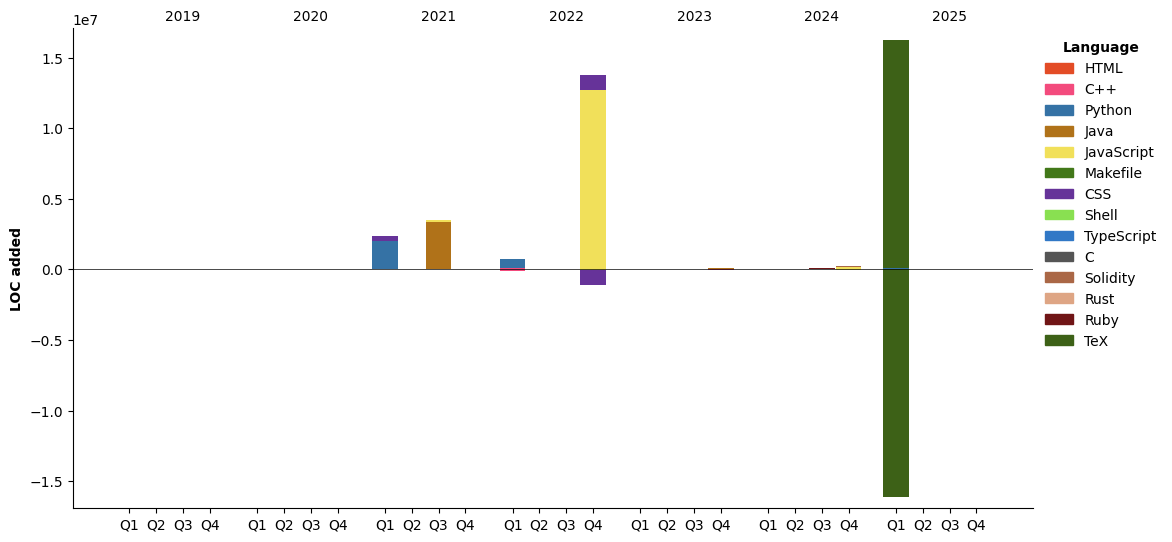 1e7
2019 2020 2021 2022 2023 2024 2025
1.5
1.0
0.5
0.0
−0.5
−1.0
−1.5
LOC added
Q1 Q2 Q3 Q4 Q1 Q2 Q3 Q4 Q1 Q2 Q3 Q4 Q1 Q2 Q3 Q4 Q1 Q2 Q3 Q4 Q1 Q2 Q3 Q4 Q1 Q2 Q3 Q4
Language
HTML
C++
Python
Java
JavaScript
Makefile
CSS
Shell
TypeScript
C
Solidity
Rust
Ruby
TeX